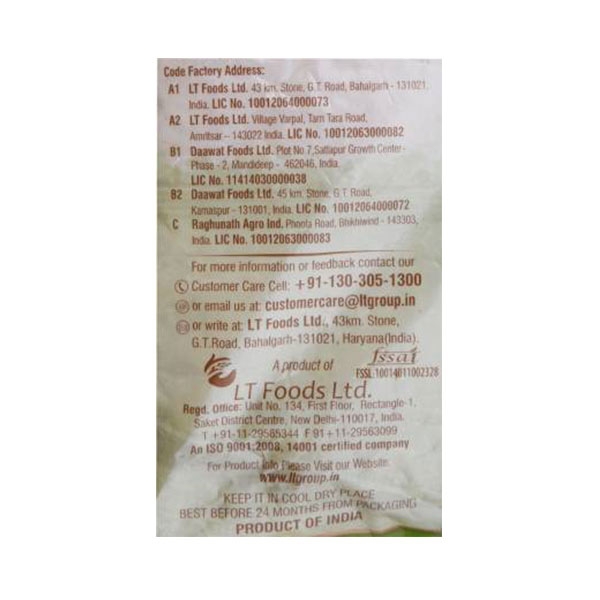 Code Factory Address:
A1 LT Foods Ltd. 43 km. Stone, G.T. Road, Bahalgarh - 131021,
India. LIC No. 10012064000073
A2 LT Foods Ltd. Village Varpal, Tarn Tara Road,
Amritsar - 143022 India. LIC No. 10012063000082
B1 Daawat Foods Ltd. Plot No 7, Satlapur Growth Center -
Phase - 2, Mandideep - 462046, India.
LIC No. 11414030000038
B2 Daawat Foods Ltd. 45 km. Stone, G.T. Road,
Kamaspur - 131001, India. LIC No. 10012064000072
C Raghunath Agro Ind. Phoola Road, Bhikhiwind - 143303,
India. LIC No. 10012063000083
For more information or feedback contact our
Customer Care Cell: +91-130-305-1300
or email us at: customercare@ltgroup.in
or write at: LT Foods Ltd., 43km. Stone,
G.T.Road, Bahalgarh-131021, Haryana(India).
fssai
A product of
FSSL.10014011002328
LT Foods Ltd.
Regd. Office: Unit No. 134, First Floor, Rectangle-1,
Saket District Centre, New Delhi-110017, India.
T +91-11-29565344 F 91+11-29563099
An ISO 9001:2008, 14001 certified company
For Product Info Please Visit our Website:
www.ltgroup.in
KEEP IT IN COOL DRY PLACE
BEST BEFORE 24 MONTHS FROM PACKAGING
PRODUCT OF INDIA